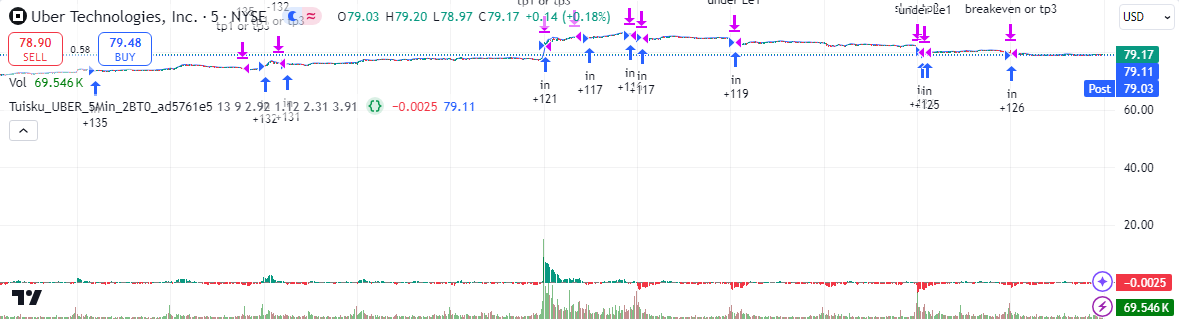 Uber Technologies, Inc. · 5 · NYSE ≈ O79.03 H79.20 L78.97 C79.17 +0.14 (+0.18%)
under Le1
breakeven or tp3
USD
-132
tp1 or tp3
78.90
SELL
0.58
79.48
BUY
79.17
79.11
Post 79.03
Vol 69.546 K
Tuisku_UBER_5Min_2BT0_ad5761e5 13 9 2.92 1.12 2.31 3.91 {} −0.0025 79.11
+135
+132
+131
in
+121
in
+117
in
in
+117
in
+119
in
+125
in
+126
60.00
40.00
20.00
−0.0025
69.546 K